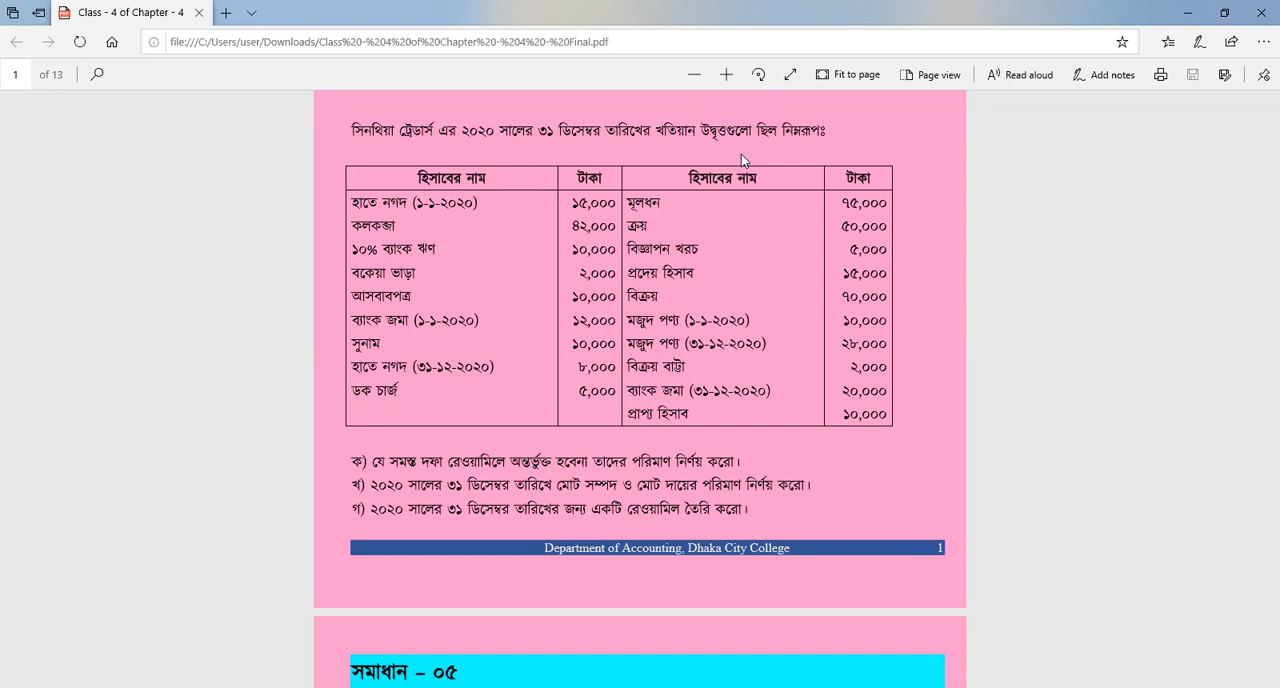 Class - 4 of Chapter - 4
file:///C:/Users/user/Downloads/Class%20-%204%20of%20Chapter%20-%204%20-%20Final.pdf
1 of 13 Fit to page Page view Read aloud Add notes
সিনথিয়া ট্রেডার্স এর ২০২০ সালের ৩১ ডিসেম্বর তারিখের খতিয়ান উদ্বৃত্তগুলো ছিল নিম্নরূপঃ
হিসাবের নাম টাকা হিসাবের নাম টাকা
হাতে নগদ (১-১-২০২০) ১৫,০০০ মূলধন ৭৫,০০০
কলকব্জা ৪২,০০০ ক্রয় ৫০,০০০
১০% ব্যাংক ঋণ ১০,০০০ বিজ্ঞাপন খরচ ৫,০০০
বকেয়া ভাড়া ২,০০০ প্রদেয় হিসাব ১৫,০০০
আসবাবপত্র ১০,০০০ বিক্রয় ৭০,০০০
ব্যাংক জমা (১-১-২০২০) ১২,০০০ মজুদ পণ্য (১-১-২০২০) ১০,০০০
সুনাম ১০,০০০ মজুদ পণ্য (৩১-১২-২০২০) ২৮,০০০
হাতে নগদ (৩১-১২-২০২০) ৮,০০০ বিক্রয় বাট্টা ২,০০০
ডক চার্জ ৫,০০০ ব্যাংক জমা (৩১-১২-২০২০) ২০,০০০
প্রাপ্য হিসাব ১০,০০০
ক) যে সমস্ত দফা রেওয়ামিলে অন্তর্ভুক্ত হবেনা তাদের পরিমাণ নির্ণয় করো।
খ) ২০২০ সালের ৩১ ডিসেম্বর তারিখে মোট সম্পদ ও মোট দায়ের পরিমাণ নির্ণয় করো।
গ) ২০২০ সালের ৩১ ডিসেম্বর তারিখের জন্য একটি রেওয়ামিল তৈরি করো।
Department of Accounting, Dhaka City College 1
সমাধান – ০৫